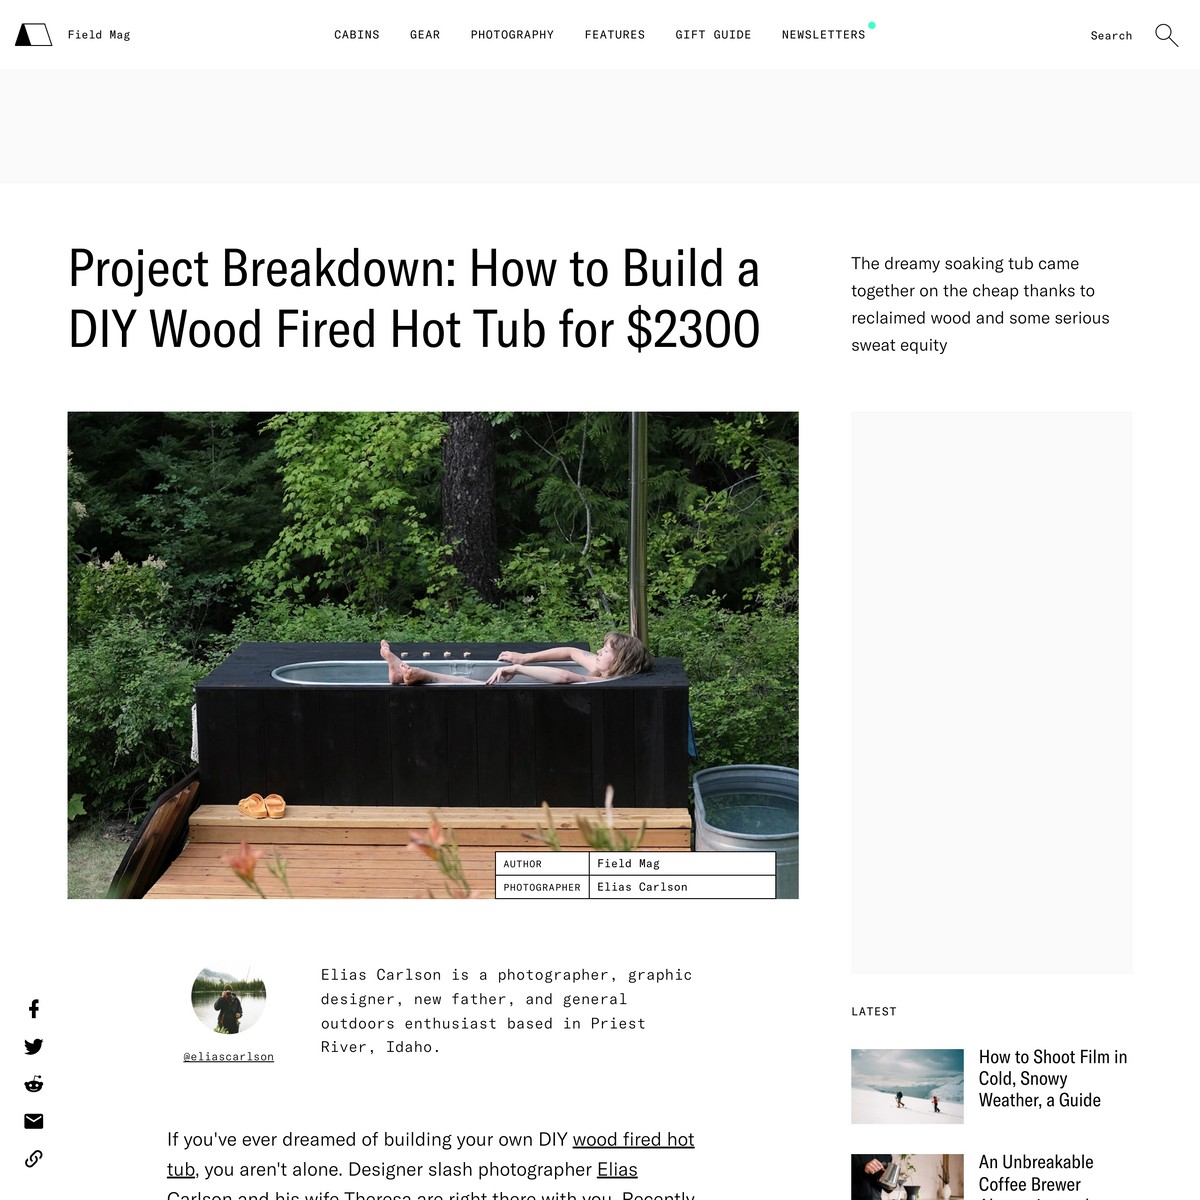 Field Mag
CABINS
GEAR
PHOTOGRAPHY
FEATURES
GIFT GUIDE
NEWSLETTERS
Search
Project Breakdown: How to Build a
DIY Wood Fired Hot Tub for $2300
The dreamy soaking tub came
together on the cheap thanks to
reclaimed wood and some serious
sweat equity
AUTHOR Field Mag
PHOTOGRAPHER Elias Carlson
@eliascarlson
Elias Carlson is a photographer, graphic
designer, new father, and general
outdoors enthusiast based in Priest
River, Idaho.
If you've ever dreamed of building your own DIY wood fired hot
tub, you aren't alone. Designer slash photographer Elias
Carlson and his wife Theresa are right there with you. Recently
LATEST
How to Shoot Film in
Cold, Snowy
Weather, a Guide
An Unbreakable
Coffee Brewer